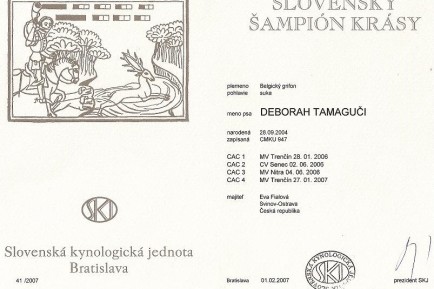 SLOVENSKÝ
ŠAMPIÓN KRÁSY
plemeno Belgický grifon
pohlavie suka
meno psa DEBORAH TAMAGUČI
narodená 28.09.2004
zapísaná CMKU 947
CAC 1 MV Trenčín 28. 01. 2006
CAC 2 CV Senec 02. 06. 2006
CAC 3 MV Nitra 04. 06. 2006
CAC 4 MV Trenčín 27. 01. 2007
majiteľ Eva Fialová
Svinov-Ostrava
Česká republika
SKJ
Slovenská kynologická jednota
Bratislava
41 /2007
Bratislava 01.02.2007
SLOVENSKÁ KYNOLOGICKÁ
SKJ
prezident SKJ